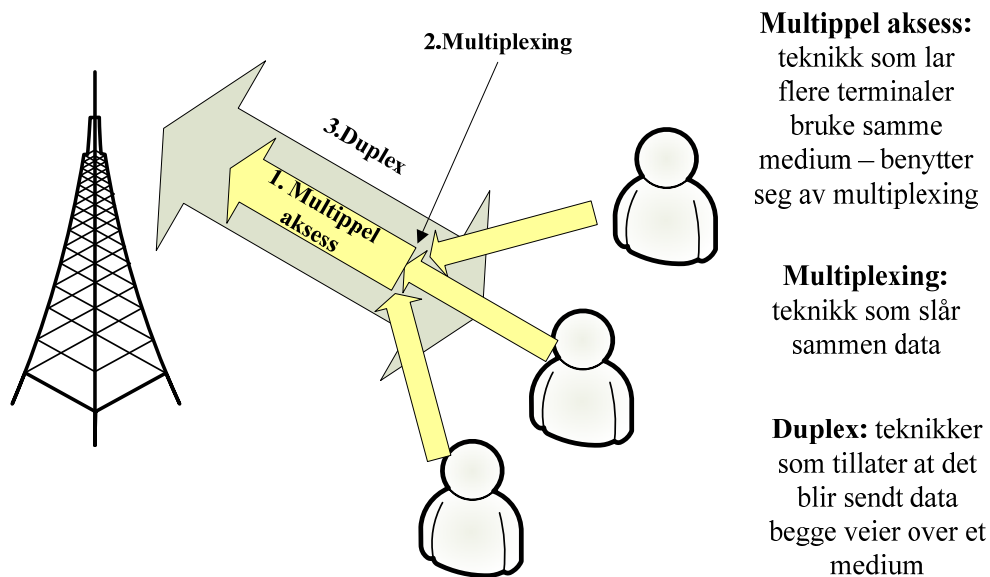 2.Multiplexing
3.Duplex
1. Multippel
aksess
Multippel aksess:
teknikk som lar
flere terminaler
bruke samme
medium – benytter
seg av multiplexing
Multiplexing:
teknikk som slår
sammen data
Duplex: teknikker
som tillater at det
blir sendt data
begge veier over et
medium